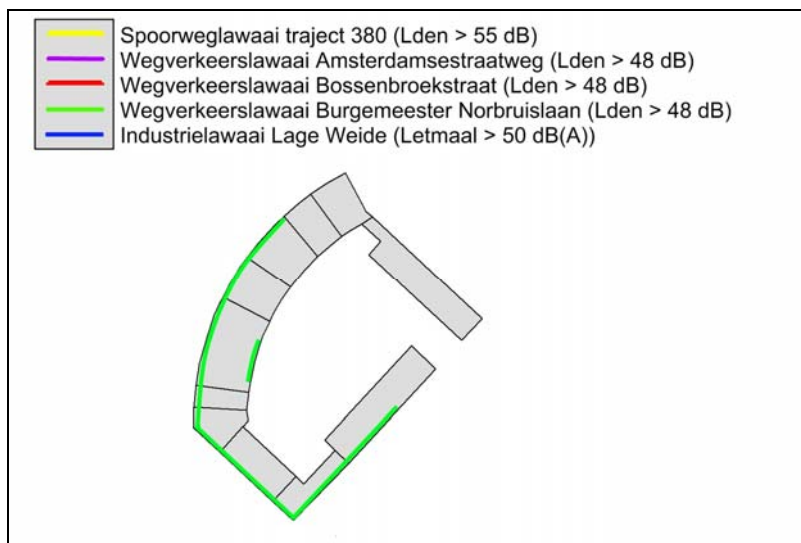 Spoorweglawaai traject 380 (Lden > 55 dB)
Wegverkeerslawaai Amsterdamsestraatweg (Lden > 48 dB)
Wegverkeerslawaai Bossenbroekstraat (Lden > 48 dB)
Wegverkeerslawaai Burgemeester Norbruislaan (Lden > 48 dB)
Industrielawaai Lage Weide (Letmaal > 50 dB(A))